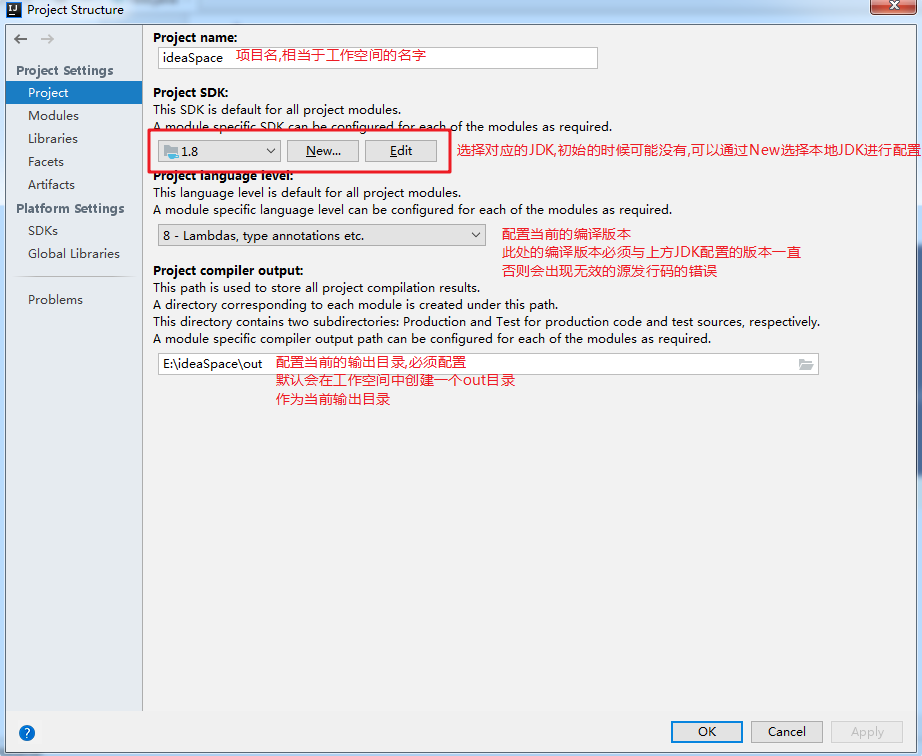 Project Structure
Project Settings
Project
Modules
Libraries
Facets
Artifacts
Platform Settings
SDKs
Global Libraries
Problems
Project name:
ideaSpace 项目名,相当于工作空间的名字
Project SDK:
This SDK is default for all project modules.
A module specific SDK can be configured for each of the modules as required.
1.8 New... Edit 选择对应的JDK,初始的时候可能没有,可以通过New选择本地JDK进行配置
Project language level:
This language level is default for all project modules.
A module specific language level can be configured for each of the modules as required.
8 - Lambdas, type annotations etc. 配置当前的编译版本
此处的编译版本必须与上方JDK配置的版本一直
否则会出现无效的源发行码的错误
Project compiler output:
This path is used to store all project compilation results.
A directory corresponding to each module is created under this path.
This directory contains two subdirectories: Production and Test for production code and test sources, respectively.
A module specific compiler output path can be configured for each of the modules as required.
E:\ideaSpace\out 配置当前的输出目录,必须配置
默认会在工作空间中创建一个out目录
作为当前输出目录
? OK Cancel Apply